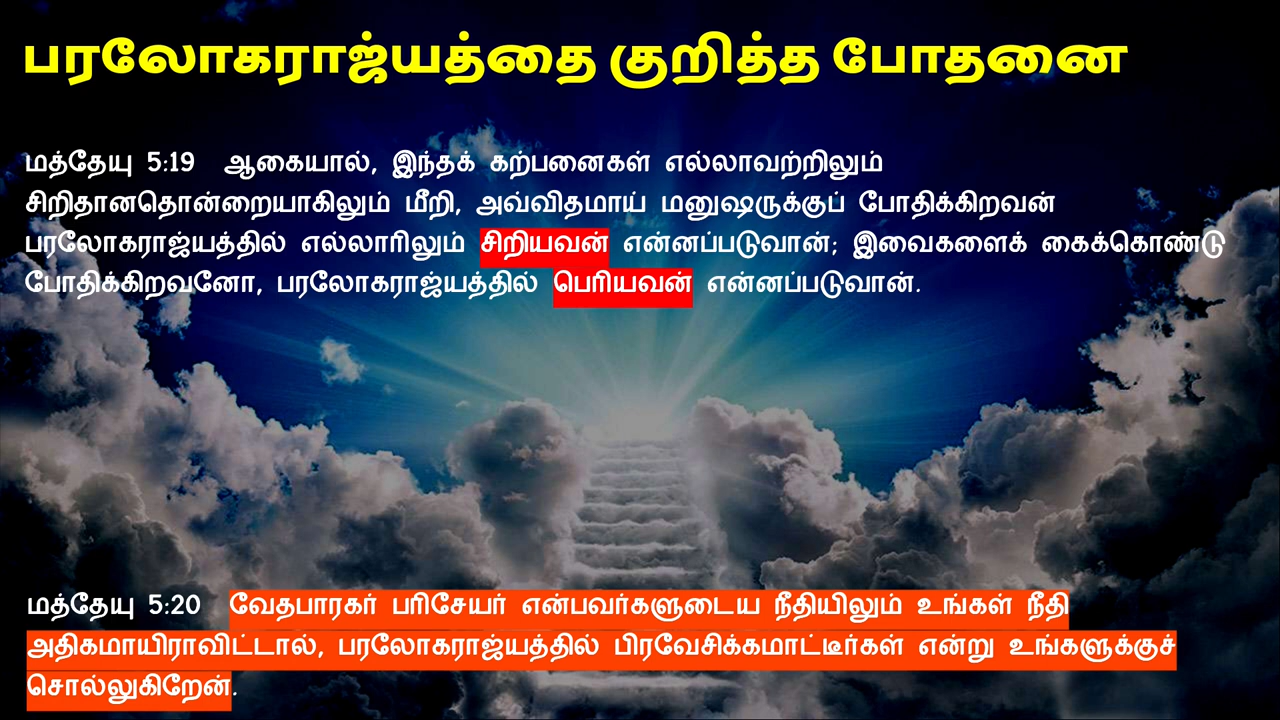 பரலோகராஜ்யத்தை குறித்த போதனை
மத்தேயு 5:19 ஆகையால், இந்தக் கற்பனைகள் எல்லாவற்றிலும்
சிறிதானதொன்றையாகிலும் மீறி, அவ்விதமாய் மனுஷருக்குப் போதிக்கிறவன்
பரலோகராஜ்யத்தில் எல்லாரிலும் சிறியவன் என்னப்படுவான்; இவைகளைக் கைக்கொண்டு
போதிக்கிறவனோ, பரலோகராஜ்யத்தில் பெரியவன் என்னப்படுவான்.
மத்தேயு 5:20 வேதபாரகர் பரிசேயர் என்பவர்களுடைய நீதியிலும் உங்கள் நீதி
அதிகமாயிராவிட்டால், பரலோகராஜ்யத்தில் பிரவேசிக்கமாட்டீர்கள் என்று உங்களுக்குச்
சொல்லுகிறேன்.